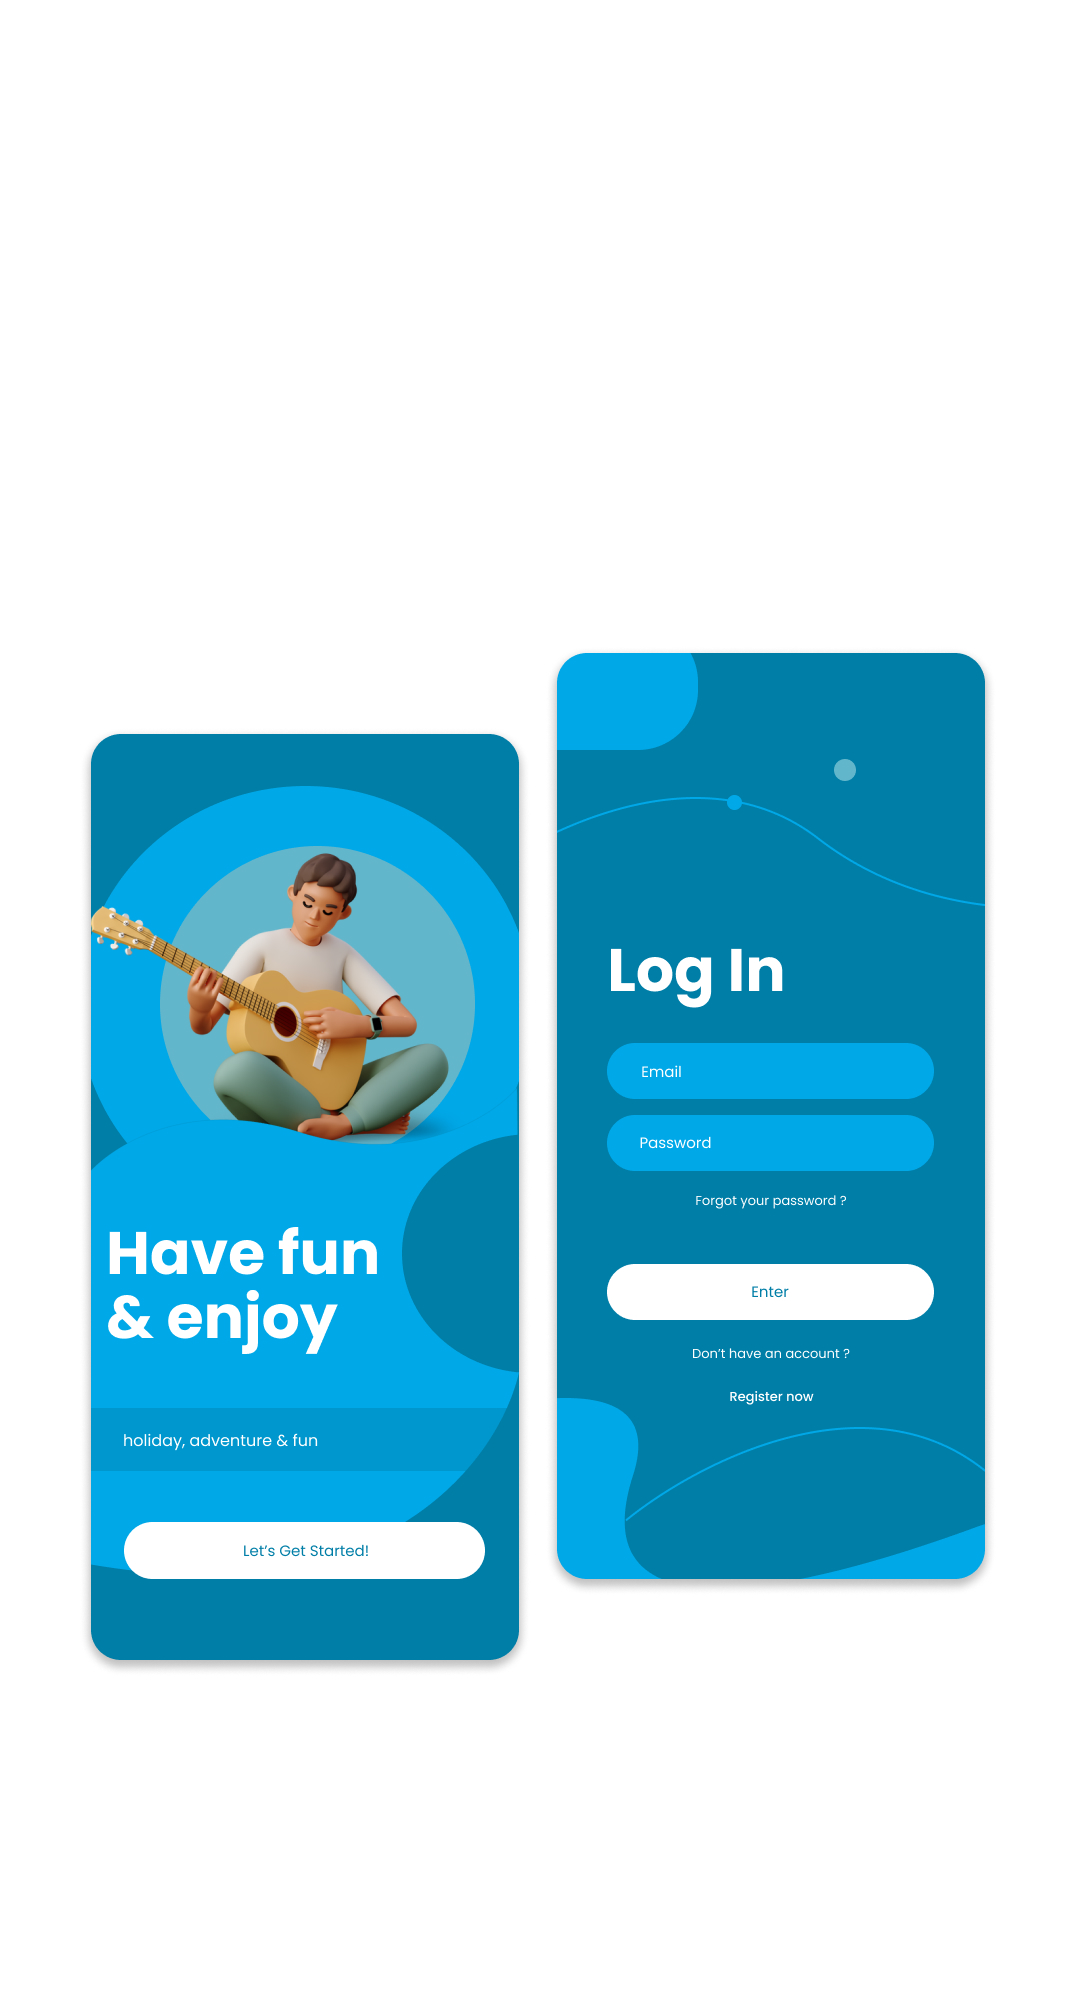 Have fun
& enjoy
holiday, adventure & fun
Let's Get Started!
Log In
Email
Password
Forgot your password ?
Enter
Don't have an account ?
Register now